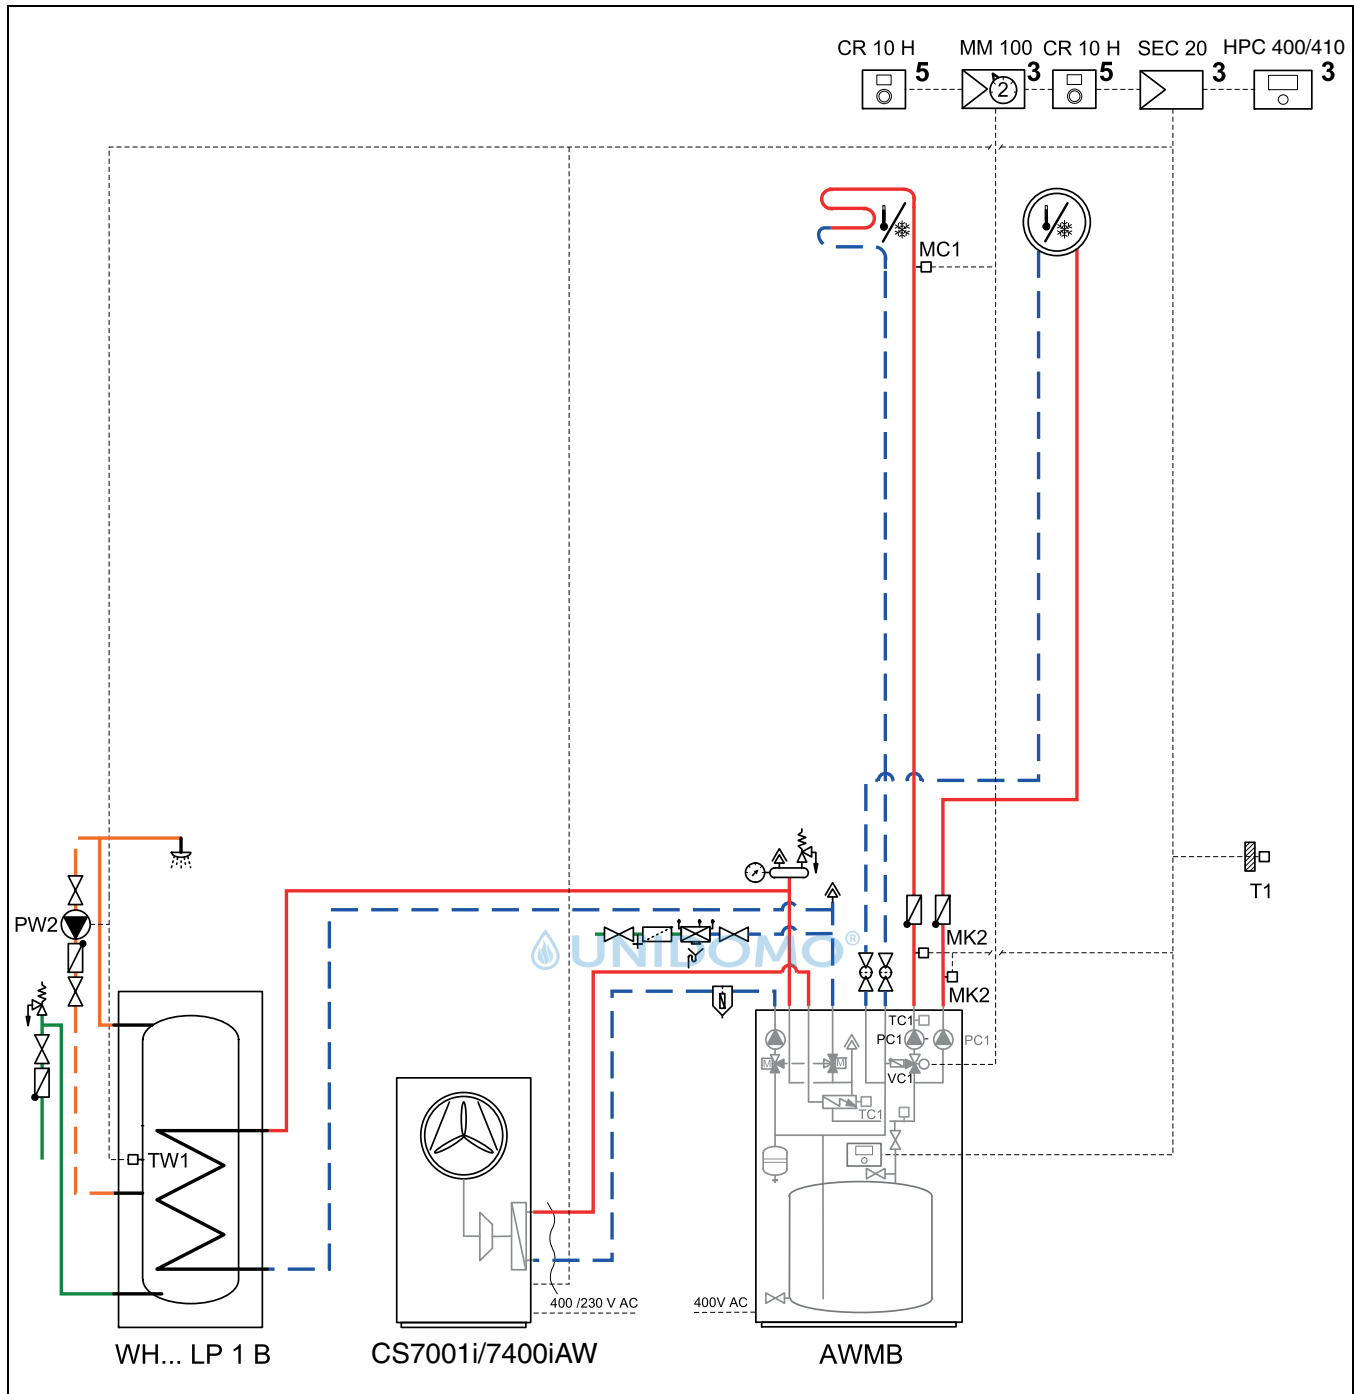 CR 10 H MM 100 CR 10 H SEC 20 HPC 400/410
5 3 5 3 3
2
MC1
T1
PW2
MK2
UNIDOMO®
MK2
TC1
PC1 PC1
M M
VC1
TC1
TW1
400 /230 V AC
400V AC
WH... LP 1 B
CS7001i/7400iAW
AWMB